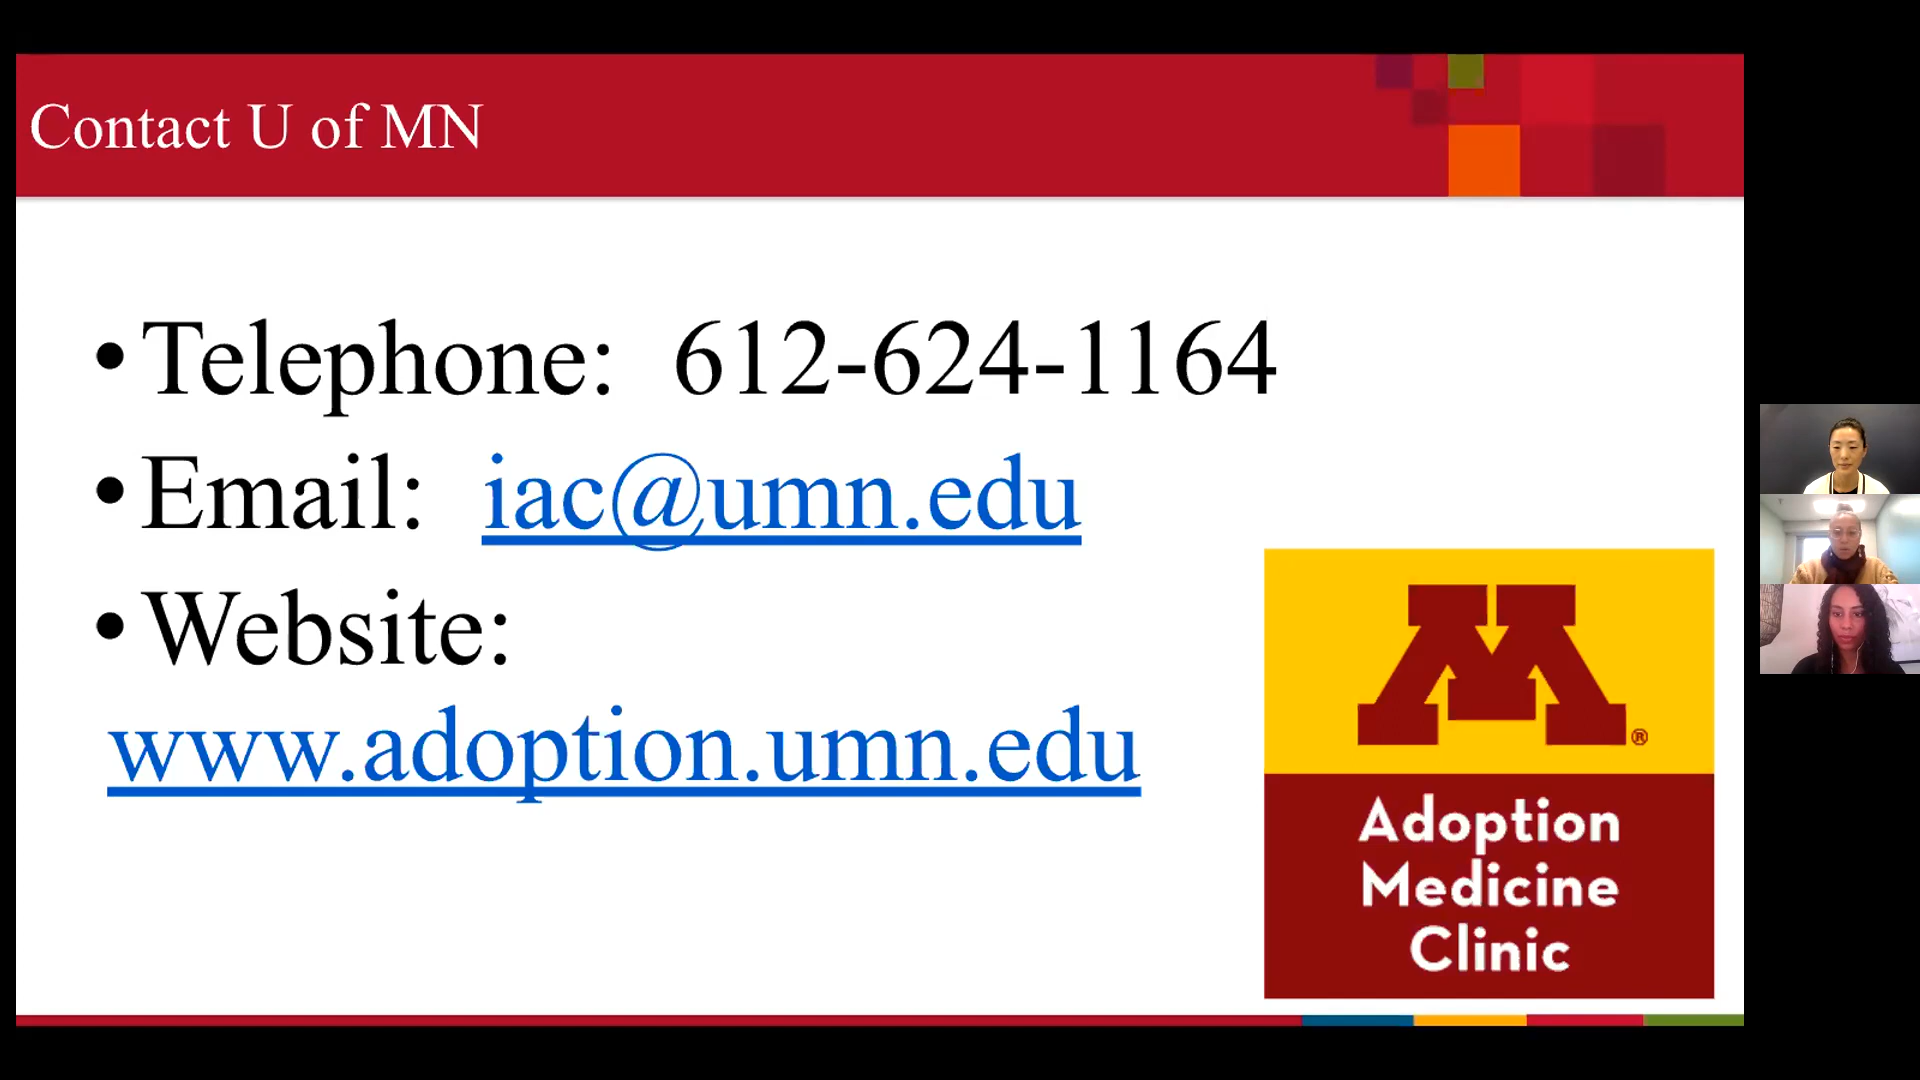 Contact U of MN
• Telephone: 612-624-1164
• Email: iac@umn.edu
• Website:
www.adoption.umn.edu
M®
Adoption
Medicine
Clinic